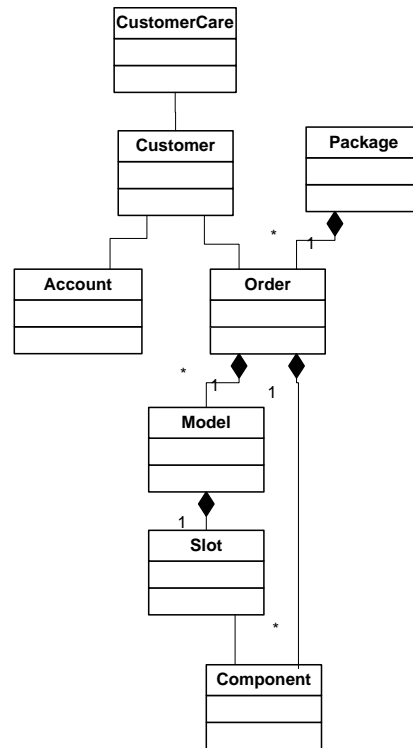 CustomerCare
Customer
Package
*
1
Account
Order
*
1
1
Model
1
Slot
*
Component